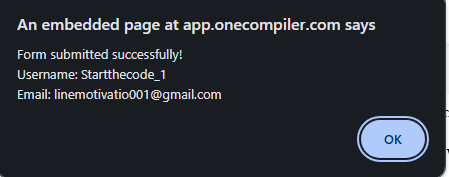 An embedded page at app.onecompiler.com says
Form submitted successfully!
Username: Startthecode_1
Email: linemotivatio001@gmail.com
OK